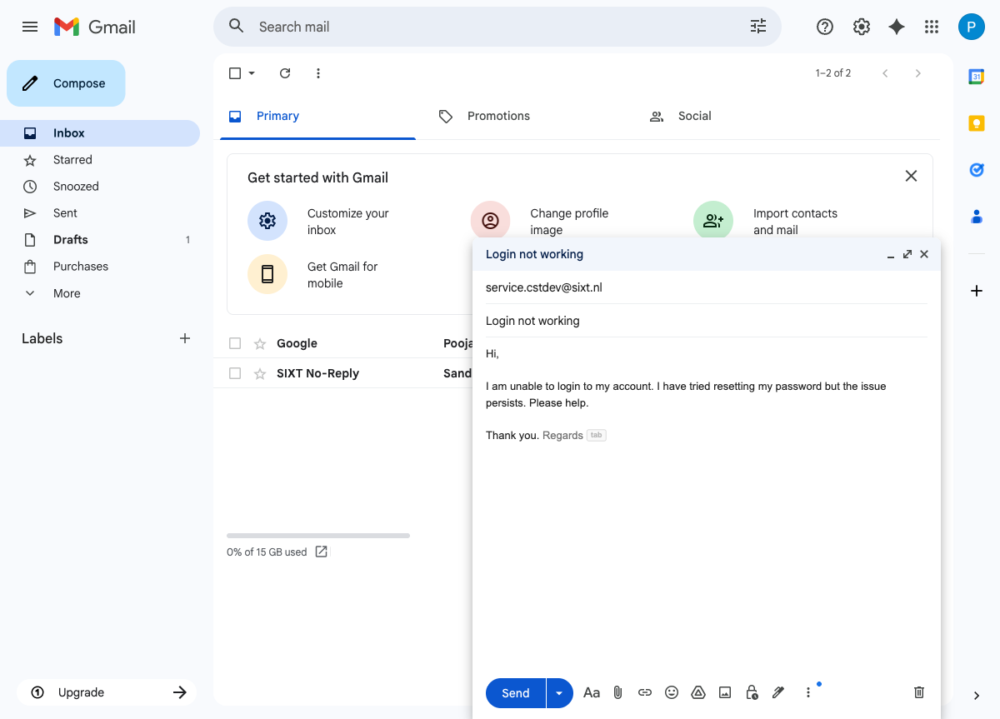 Gmail
Search mail
P
Compose
1–2 of 2
31
Primary
Promotions
Social
Inbox
Starred
Snoozed
Sent
Drafts
1
Purchases
More
Labels
Get started with Gmail
Customize your
inbox
Change profile
image
Import contacts
and mail
Get Gmail for
mobile
Google
Pooja
SIXT No-Reply
Sand
0% of 15 GB used
Login not working
service.cstdev@sixt.nl
Login not working
Hi,
I am unable to login to my account. I have tried resetting my password but the issue
persists. Please help.
Thank you. Regards tab
Send
Aa
1 Upgrade